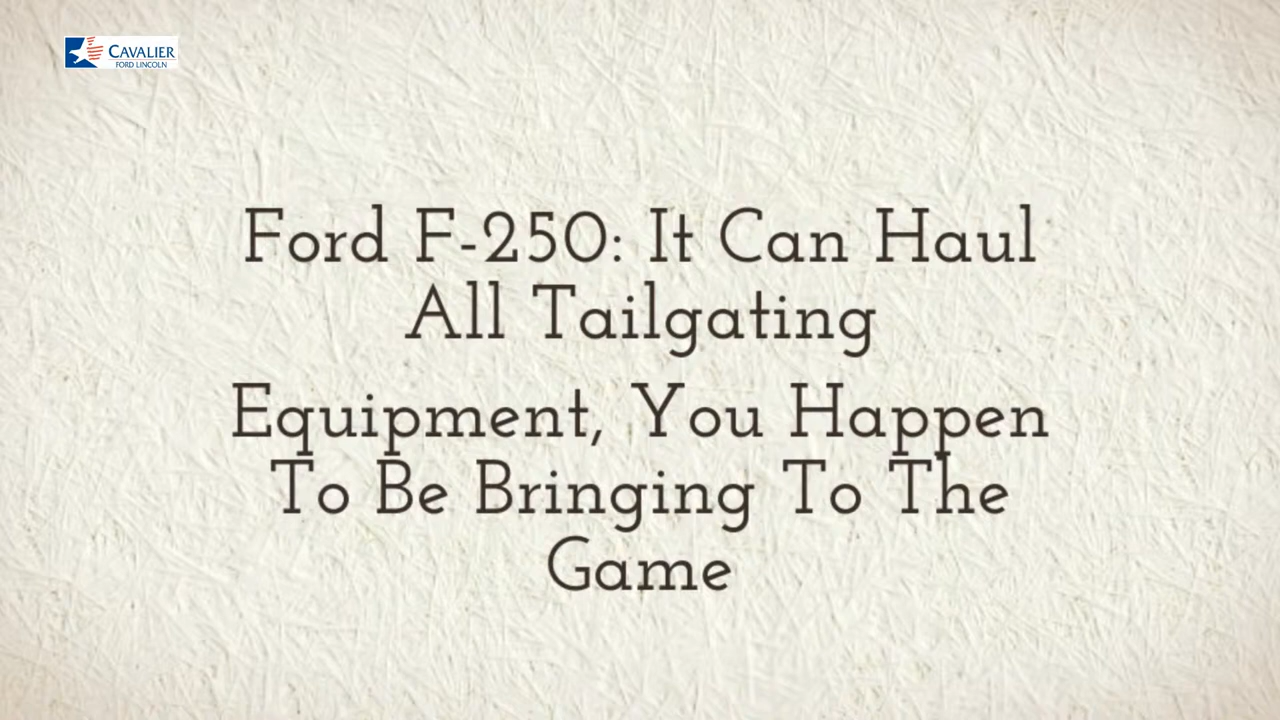 CAVALIER
FORD LINCOLN
Ford F-250: It Can Haul
All Tailgating
Equipment, You Happen
To Be Bringing To The
Game